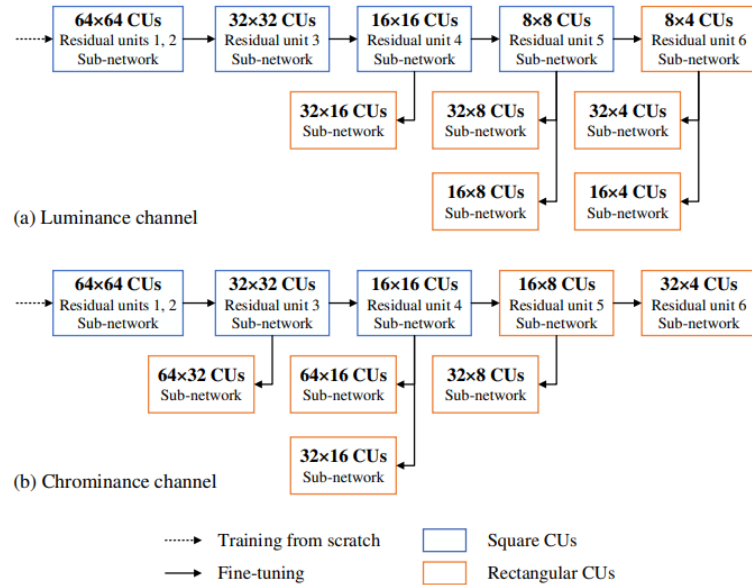 64×64 CUs
Residual units 1, 2
Sub-network
32×32 CUs
Residual unit 3
Sub-network
16×16 CUs
Residual unit 4
Sub-network
8×8 CUs
Residual unit 5
Sub-network
8×4 CUs
Residual unit 6
Sub-network
32×16 CUs
Sub-network
32×8 CUs
Sub-network
32×4 CUs
Sub-network
16×8 CUs
Sub-network
16×4 CUs
Sub-network
(a) Luminance channel
64×64 CUs
Residual units 1, 2
Sub-network
32×32 CUs
Residual unit 3
Sub-network
16×16 CUs
Residual unit 4
Sub-network
16×8 CUs
Residual unit 5
Sub-network
32×4 CUs
Residual unit 6
Sub-network
64×32 CUs
Sub-network
64×16 CUs
Sub-network
32×8 CUs
Sub-network
32×16 CUs
Sub-network
(b) Chrominance channel
Training from scratch
Square CUs
Fine-tuning
Rectangular CUs